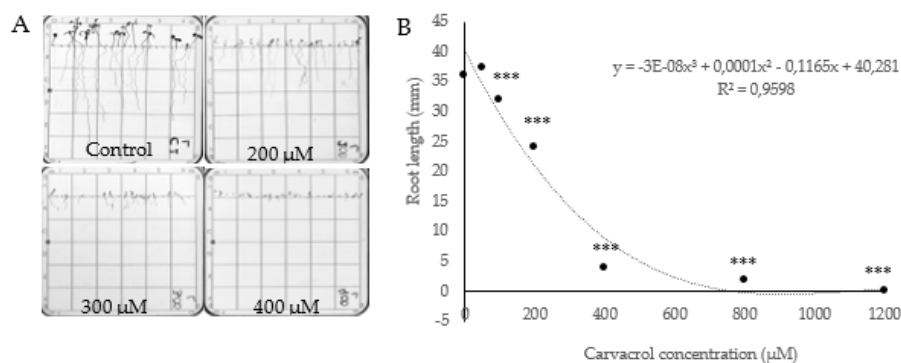 A
Control
200 µM
300 µM
400 µM
B
Root length (mm)
45
40
35
30
25
20
15
10
5
0
-5
y = -3E-08x³ + 0,0001x² - 0,1165x + 40,281
R² = 0,9598
***
***
***
***
***
0
200
400
600
800
1000
1200
Carvacrol concentration (µM)